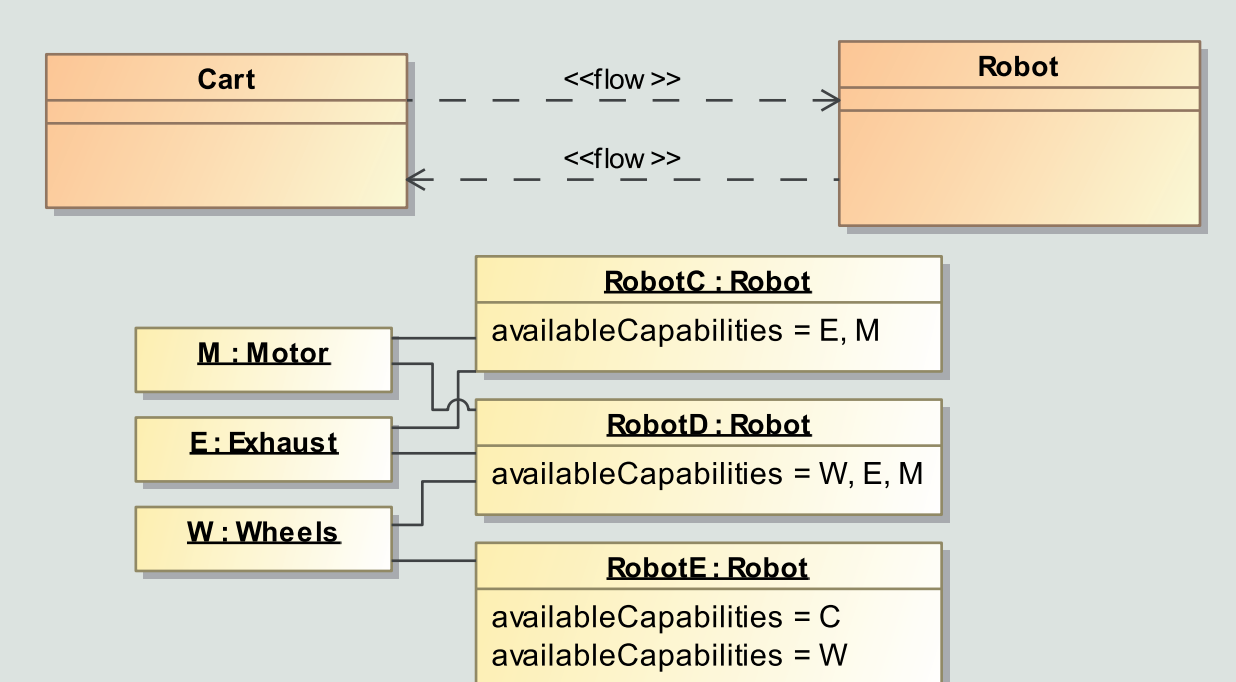 Cart
<<flow >>
Robot
<<flow >>
RobotC : Robot
availableCapabilities = E, M
M : Motor
RobotD : Robot
availableCapabilities = W, E, M
E : Exhaust
W : Wheels
RobotE : Robot
availableCapabilities = C
availableCapabilities = W